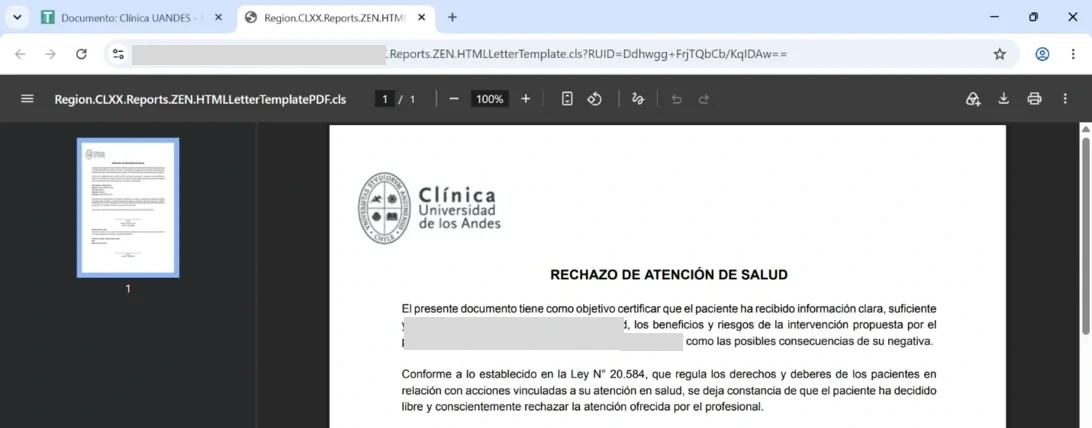 Documento: Clínica UANDES -
Region.CLXX.Reports.ZEN.HTML
.Reports.ZEN.HTMLLetterTemplate.cls?RUID=Ddhwgg+FrjTQbCb/KqIDAw==
Region.CLXX.Reports.ZEN.HTMLLetterTemplatePDF.cls
1 / 1
100%
1
UNIVERSITAS STUDIORUM ANDINENSIS CHILE
Clínica
Universidad
de los Andes
RECHAZO DE ATENCIÓN DE SALUD
El presente documento tiene como objetivo certificar que el paciente ha recibido información clara, suficiente
los beneficios y riesgos de la intervención propuesta por el
como las posibles consecuencias de su negativa.
Conforme a lo establecido en la Ley N° 20.584, que regula los derechos y deberes de los pacientes en
relación con acciones vinculadas a su atención en salud, se deja constancia de que el paciente ha decidido
libre y conscientemente rechazar la atención ofrecida por el profesional.